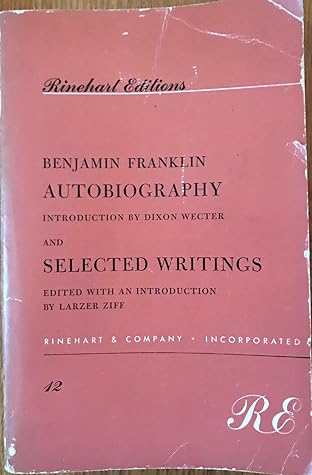 Rinehart Editions
BENJAMIN FRANKLIN
AUTOBIOGRAPHY
INTRODUCTION BY DIXON WECTER
AND
SELECTED WRITINGS
EDITED WITH AN INTRODUCTION
BY LARZER ZIFF
RINEHART & COMPANY · INCORPORATED
12
RE